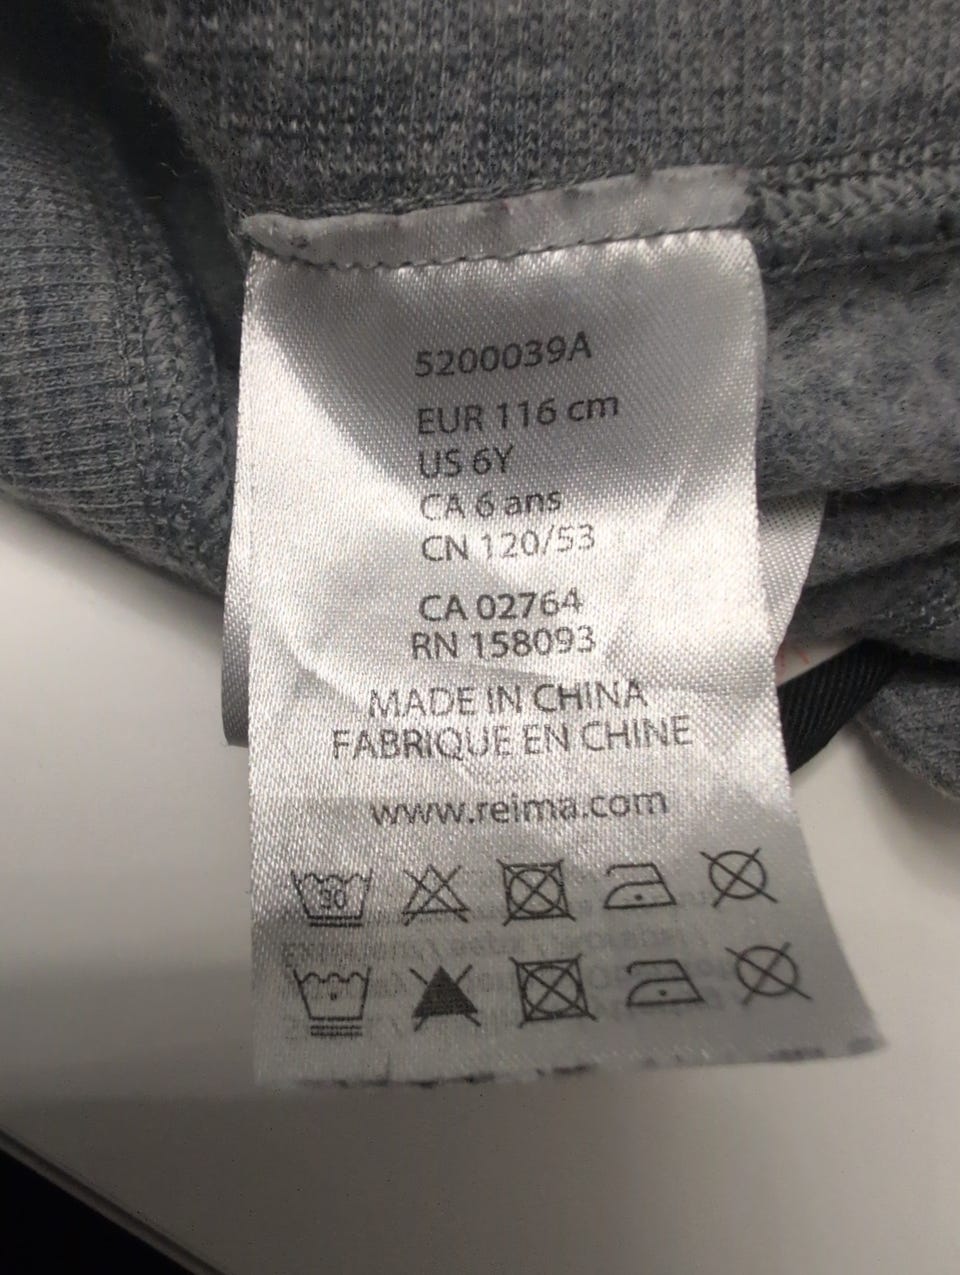 5200039A
EUR 116 cm
US 6Y
CA 6 ans
CN 120/53
CA 02764
RN 158093
MADE IN CHINA
FABRIQUE EN CHINE
www.reima.com
30